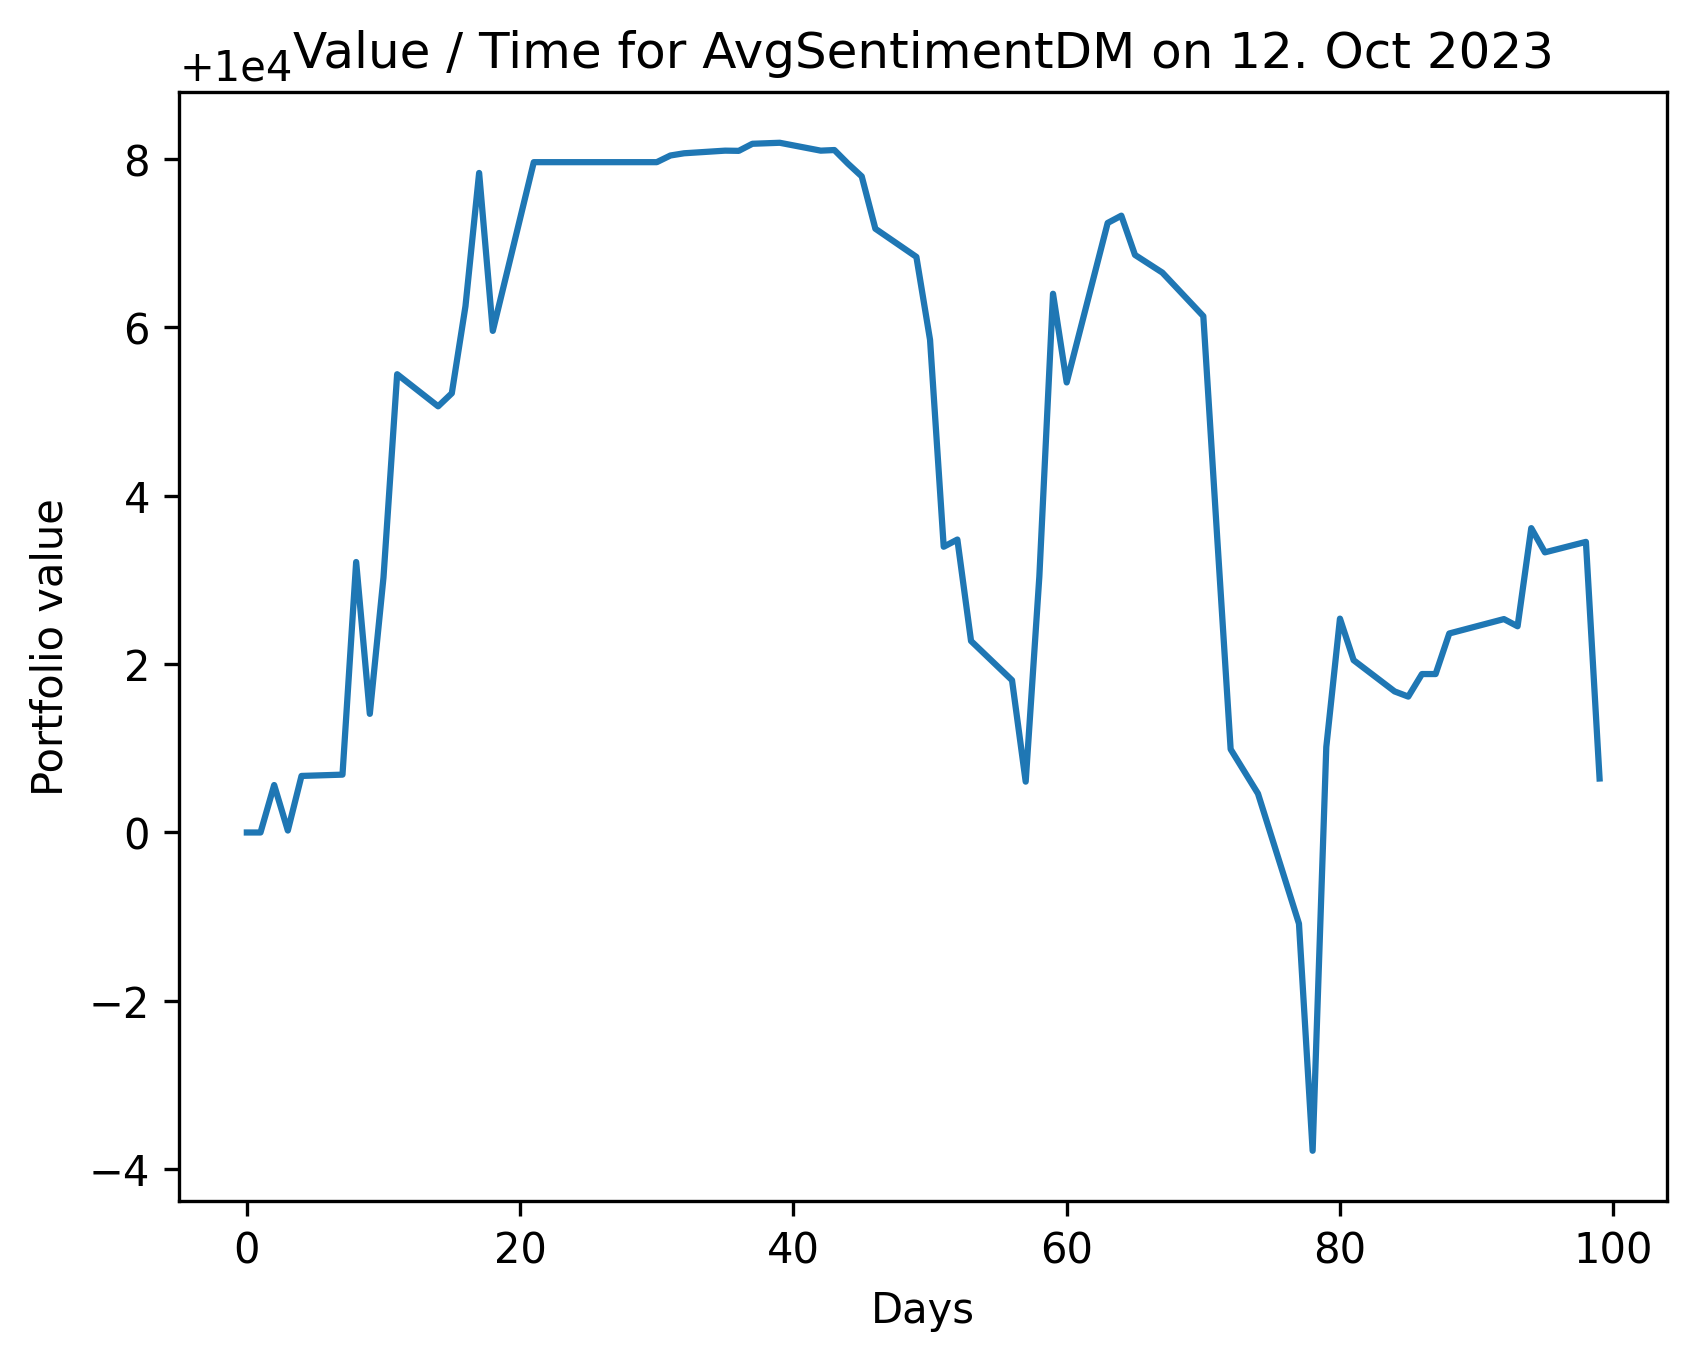 Value / Time for AvgSentimentDM on 12. Oct 2023
+1e4
8
6
4
2
0
−2
−4
Portfolio value
0 20 40 60 80 100
Days